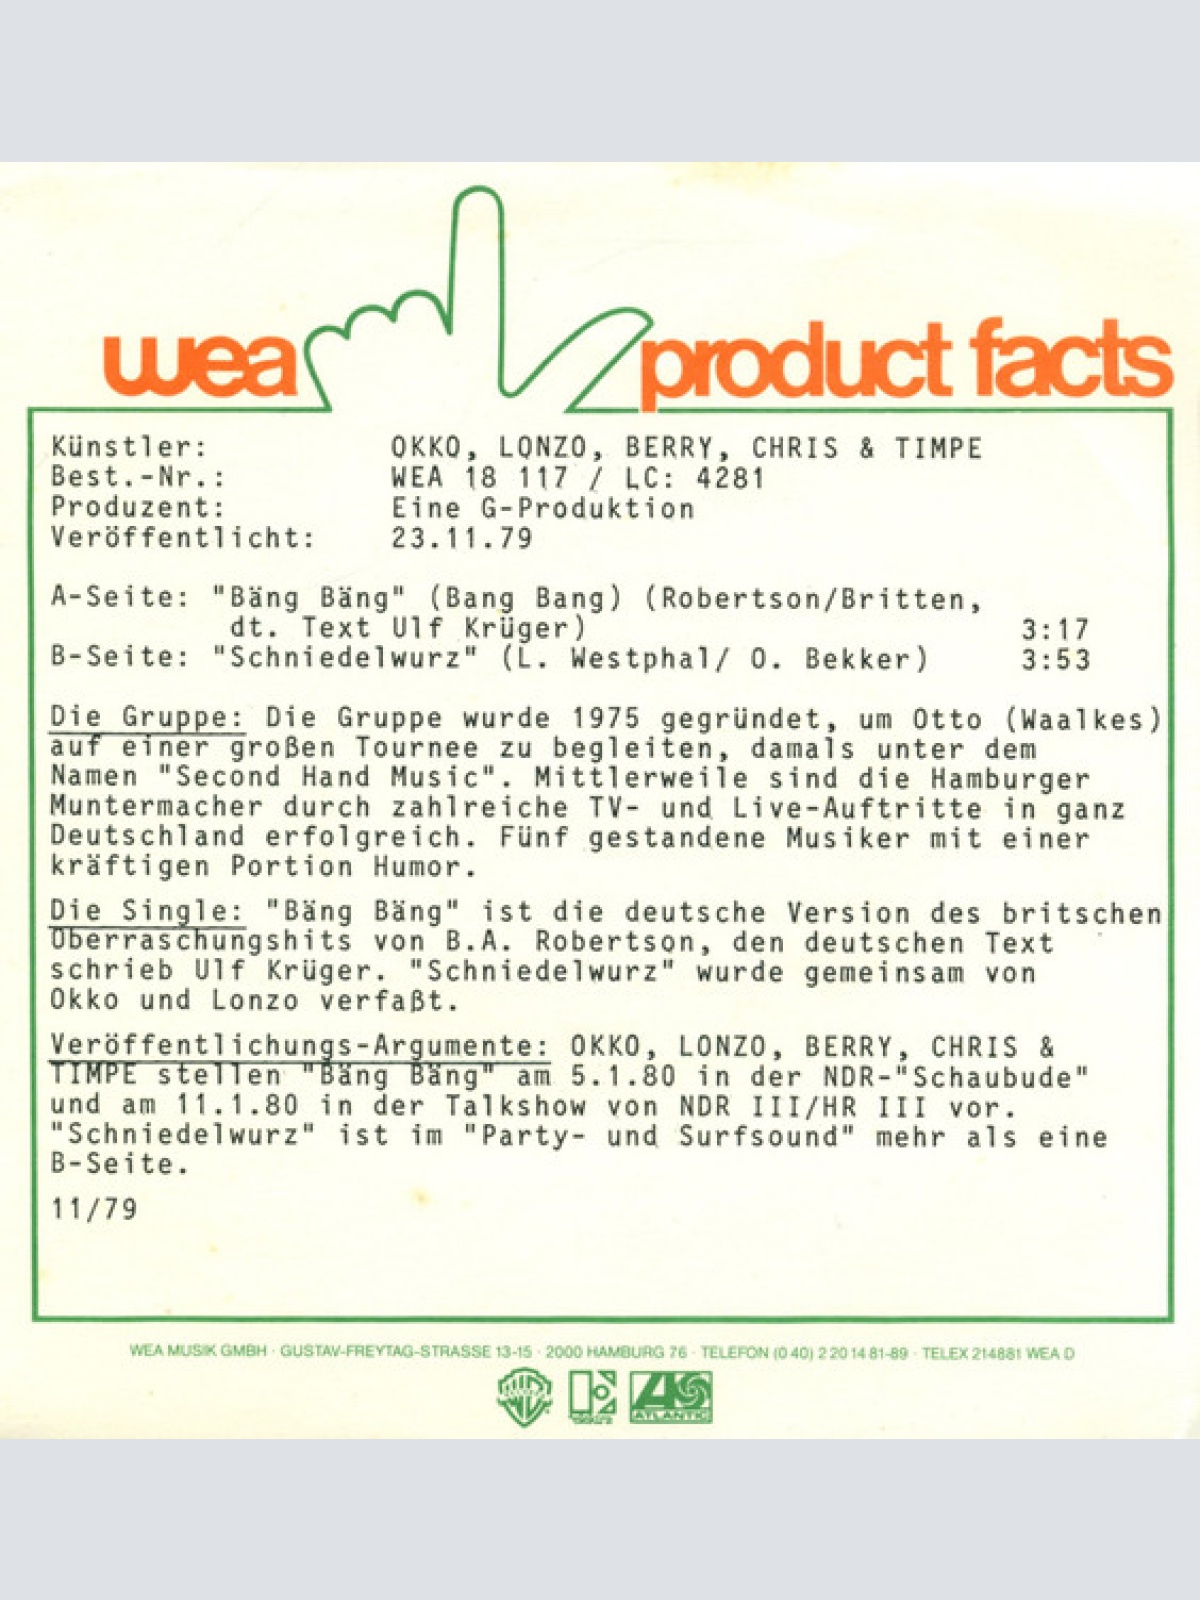 wea product facts
Künstler: OKKO, LONZO, BERRY, CHRIS & TIMPE
Best.-Nr.: WEA 18 117 / LC: 4281
Produzent: Eine G-Produktion
Veröffentlicht: 23.11.79
A-Seite: "Bäng Bäng" (Bang Bang) (Robertson/Britten,
dt. Text Ulf Krüger) 3:17
B-Seite: "Schniedelwurz" (L. Westphal/ O. Bekker) 3:53
Die Gruppe: Die Gruppe wurde 1975 gegründet, um Otto (Waalkes)
auf einer großen Tournee zu begleiten, damals unter dem
Namen "Second Hand Music". Mittlerweile sind die Hamburger
Muntermacher durch zahlreiche TV- und Live-Auftritte in ganz
Deutschland erfolgreich. Fünf gestandene Musiker mit einer
kräftigen Portion Humor.
Die Single: "Bäng Bäng" ist die deutsche Version des britschen
Überraschungshits von B.A. Robertson, den deutschen Text
schrieb Ulf Krüger. "Schniedelwurz" wurde gemeinsam von
Okko und Lonzo verfaßt.
Veröffentlichungs-Argumente: OKKO, LONZO, BERRY, CHRIS &
TIMPE stellen "Bäng Bäng" am 5.1.80 in der NDR-"Schaubude"
und am 11.1.80 in der Talkshow von NDR III/HR III vor.
"Schniedelwurz" ist im "Party- und Surfsound" mehr als eine
B-Seite.
11/79
WEA MUSIK GMBH · GUSTAV-FREYTAG-STRASSE 13-15 · 2000 HAMBURG 76 · TELEFON (0 40) 2 20 14 81-89 · TELEX 214881 WEA D
ATLANTIC